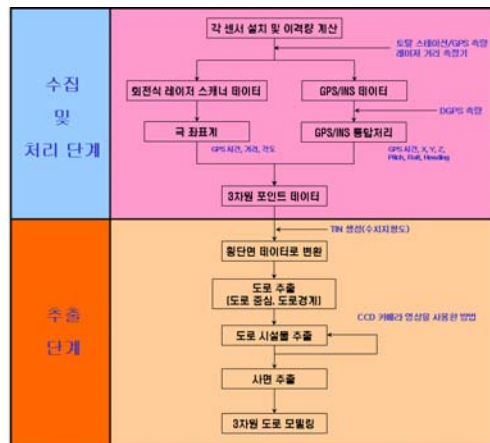 각 센서 설치 및 이격량 계산
토탈 스테이션/GPS 측량
레이저 거리 측정기
수집
및
처리 단계
회전식 레이저 스캐너 데이터
GPS/INS 데이터
DGPS 측량
극 좌표계
GPS/INS 통합처리
GPS 시간, 거리, 각도
GPS 시간, X, Y, Z,
Pitch, Roll, Heading
3차원 포인트 데이터
TIN 생성(수치지형도)
횡단면 데이터로 변환
도로 추출
(도로 중심, 도로경계)
CCD 카메라 영상을 사용한 방법
추출
단계
도로 시설물 추출
사면 추출
3차원 도로 모델링